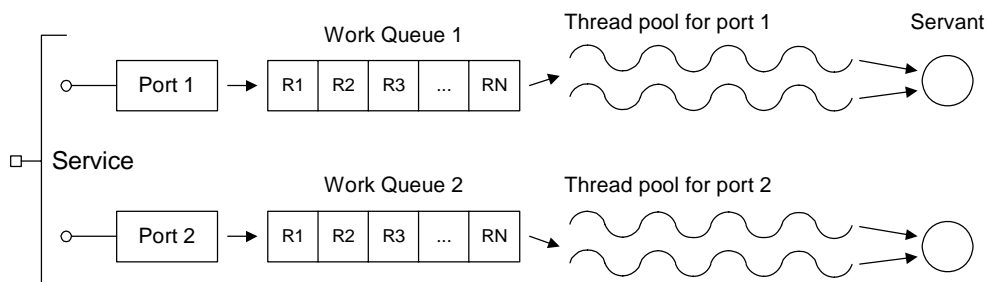 Work Queue 1
Thread pool for port 1
Servant
Port 1
R1 R2 R3 ... RN
Service
Work Queue 2
Thread pool for port 2
Port 2
R1 R2 R3 ... RN